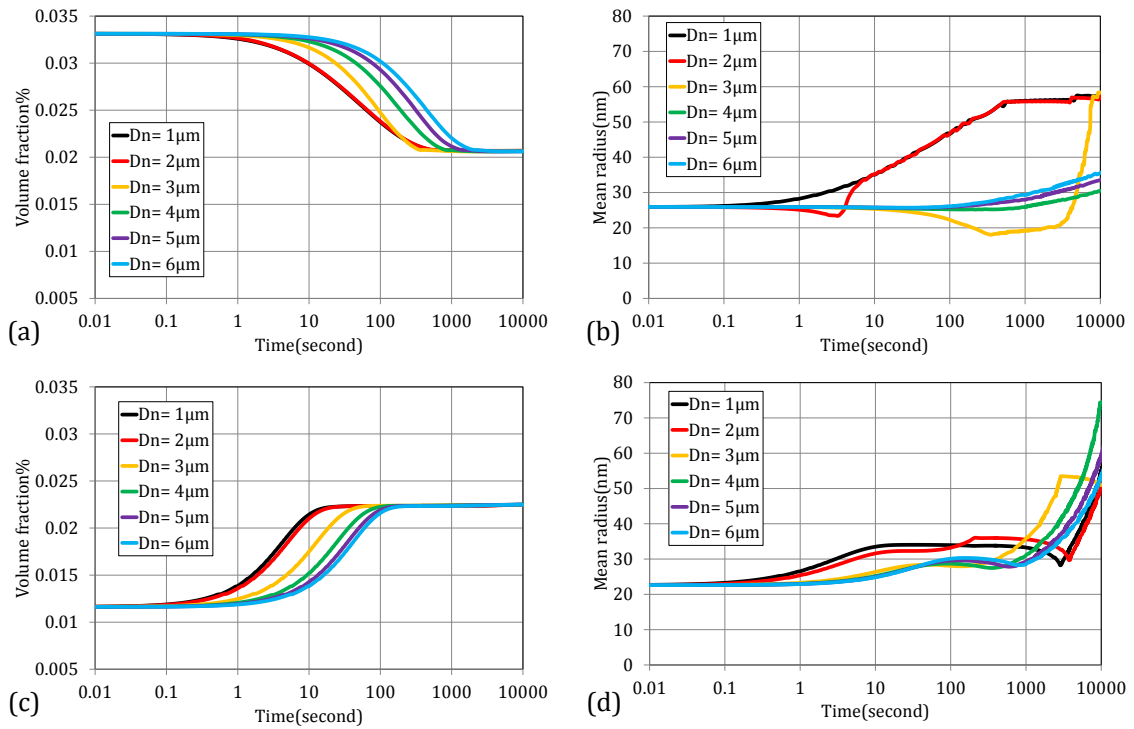 0.035
0.03
0.025
0.02
0.015
0.01
0.005
Volume fraction%
Dn= 1μm
Dn= 2μm
Dn= 3μm
Dn= 4μm
Dn= 5μm
Dn= 6μm
0.01 0.1 1 10 100 1000 10000
Time(second)
(a)
80
70
60
50
40
30
20
10
0
Mean radius(nm)
Dn= 1μm
Dn= 2μm
Dn= 3μm
Dn= 4μm
Dn= 5μm
Dn= 6μm
0.01 0.1 1 10 100 1000 10000
Time(second)
(b)
0.035
0.03
0.025
0.02
0.015
0.01
0.005
Volume fraction%
Dn= 1μm
Dn= 2μm
Dn= 3μm
Dn= 4μm
Dn= 5μm
Dn= 6μm
0.01 0.1 1 10 100 1000 10000
Time(second)
(c)
80
70
60
50
40
30
20
10
0
Mean radius(nm)
Dn= 1μm
Dn= 2μm
Dn= 3μm
Dn= 4μm
Dn= 5μm
Dn= 6μm
0.01 0.1 1 10 100 1000 10000
Time(second)
(d)